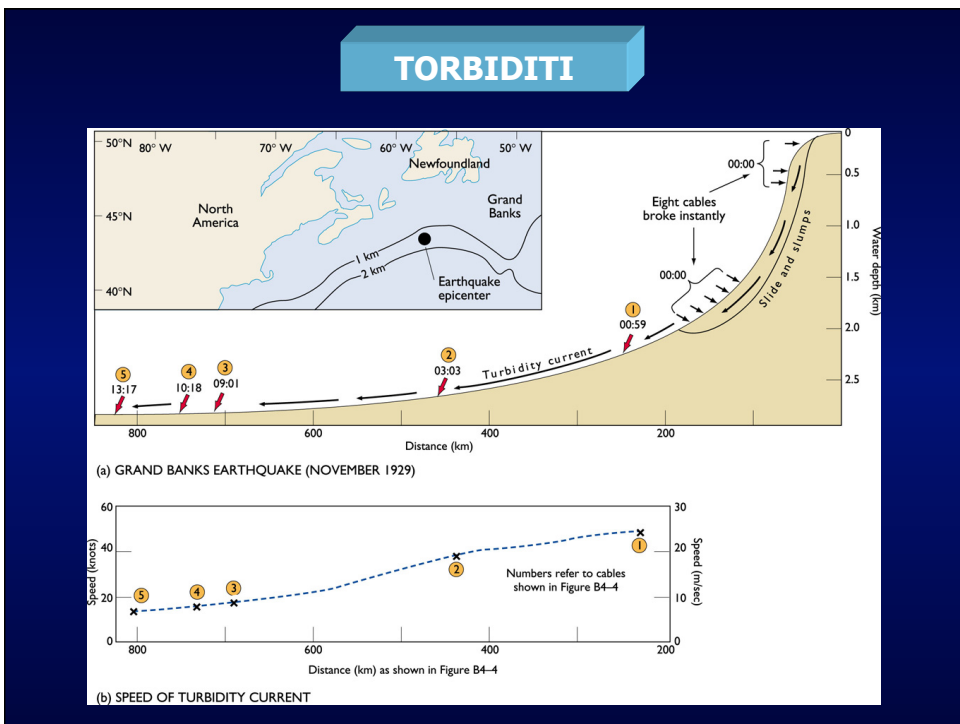 TORBIDITI
50°N 80° W 70° W 60° W 50° W
Newfoundland
Grand
Banks
North
America
45°N
40°N
1 km
2 km
Earthquake
epicenter
00:00
Eight cables
broke instantly
00:00
Slide and slumps
0
0.5
1.0
1.5
2.0
2.5
Water depth (km)
1
00:59
Turbidity current
2
03:03
3
09:01
4
10:18
5
13:17
800 600 400 200
Distance (km)
(a) GRAND BANKS EARTHQUAKE (NOVEMBER 1929)
60
40
20
0
Speed (knots)
30
20
10
0
Speed (m/sec)
5 4 3 2 1
Numbers refer to cables
shown in Figure B4–4
800 600 400 200
Distance (km) as shown in Figure B4–4
(b) SPEED OF TURBIDITY CURRENT